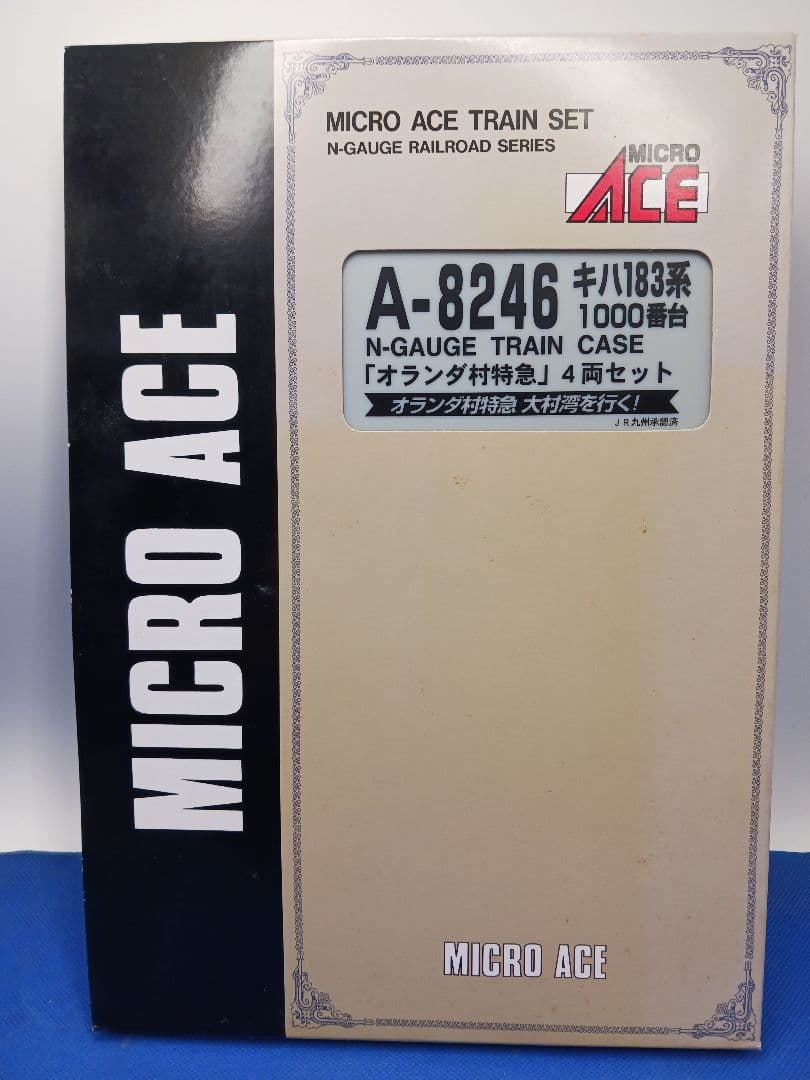 MICRO ACE
MICRO ACE TRAIN SET
N-GAUGE RAILROAD SERIES
MICRO
ACE
A-8246 キハ183系
1000番台
N-GAUGE TRAIN CASE
「オランダ村特急」4両セット
オランダ村特急 大村湾を行く!
JR九州承認済
MICRO ACE